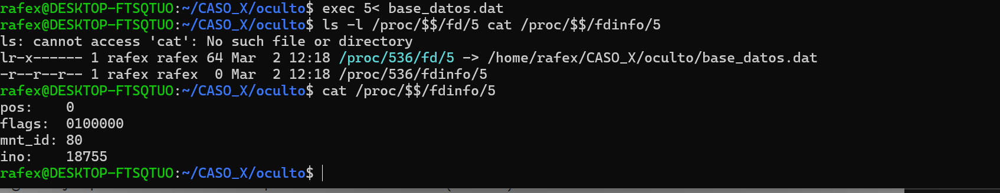 rafex@DESKTOP-FTSQTUO:~/CASO_X/oculto$ exec 5< base_datos.dat
rafex@DESKTOP-FTSQTUO:~/CASO_X/oculto$ ls -l /proc/$$/fd/5 cat /proc/$$/fdinfo/5
ls: cannot access 'cat': No such file or directory
lr-x------ 1 rafex rafex 64 Mar  2 12:18 /proc/536/fd/5 -> /home/rafex/CASO_X/oculto/base_datos.dat
-r--r--r-- 1 rafex rafex  0 Mar  2 12:18 /proc/536/fdinfo/5
rafex@DESKTOP-FTSQTUO:~/CASO_X/oculto$ cat /proc/$$/fdinfo/5
pos:    0
flags:  0100000
mnt_id: 80
ino:    18755
rafex@DESKTOP-FTSQTUO:~/CASO_X/oculto$